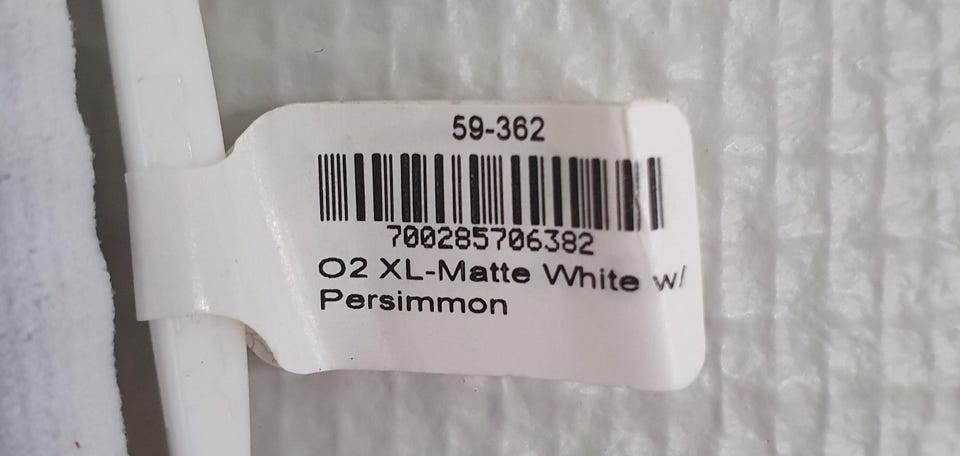 59-362
700285706382
O2 XL-Matte White w/
Persimmon